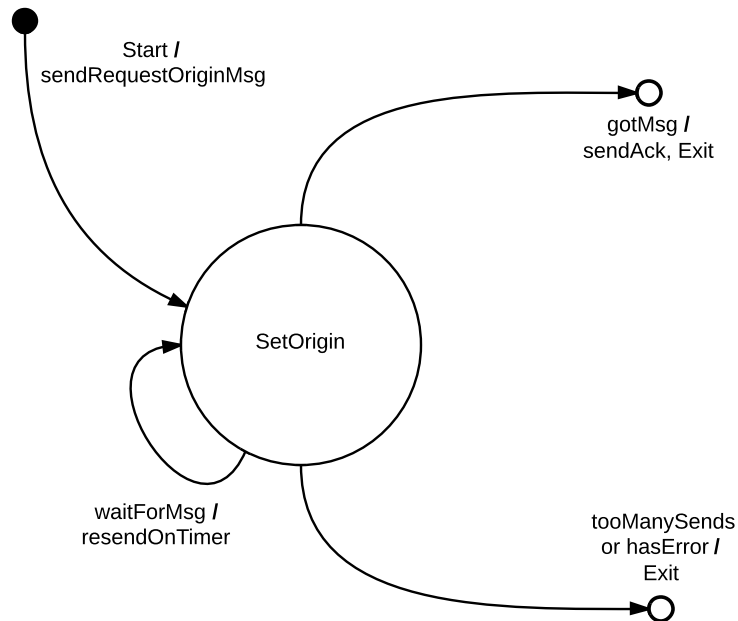 Start /
sendRequestOriginMsg
gotMsg /
sendAck, Exit
SetOrigin
waitForMsg /
resendOnTimer
tooManySends
or hasError /
Exit